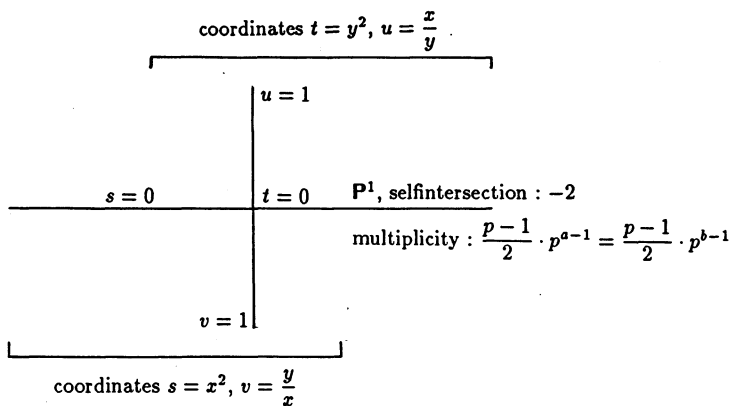 coordinates t = y², u = x/y .
u = 1
s = 0
t = 0
P¹, selfintersection : −2
multiplicity : (p − 1)/2 · p^{a−1} = (p − 1)/2 · p^{b−1}
v = 1
coordinates s = x², v = y/x